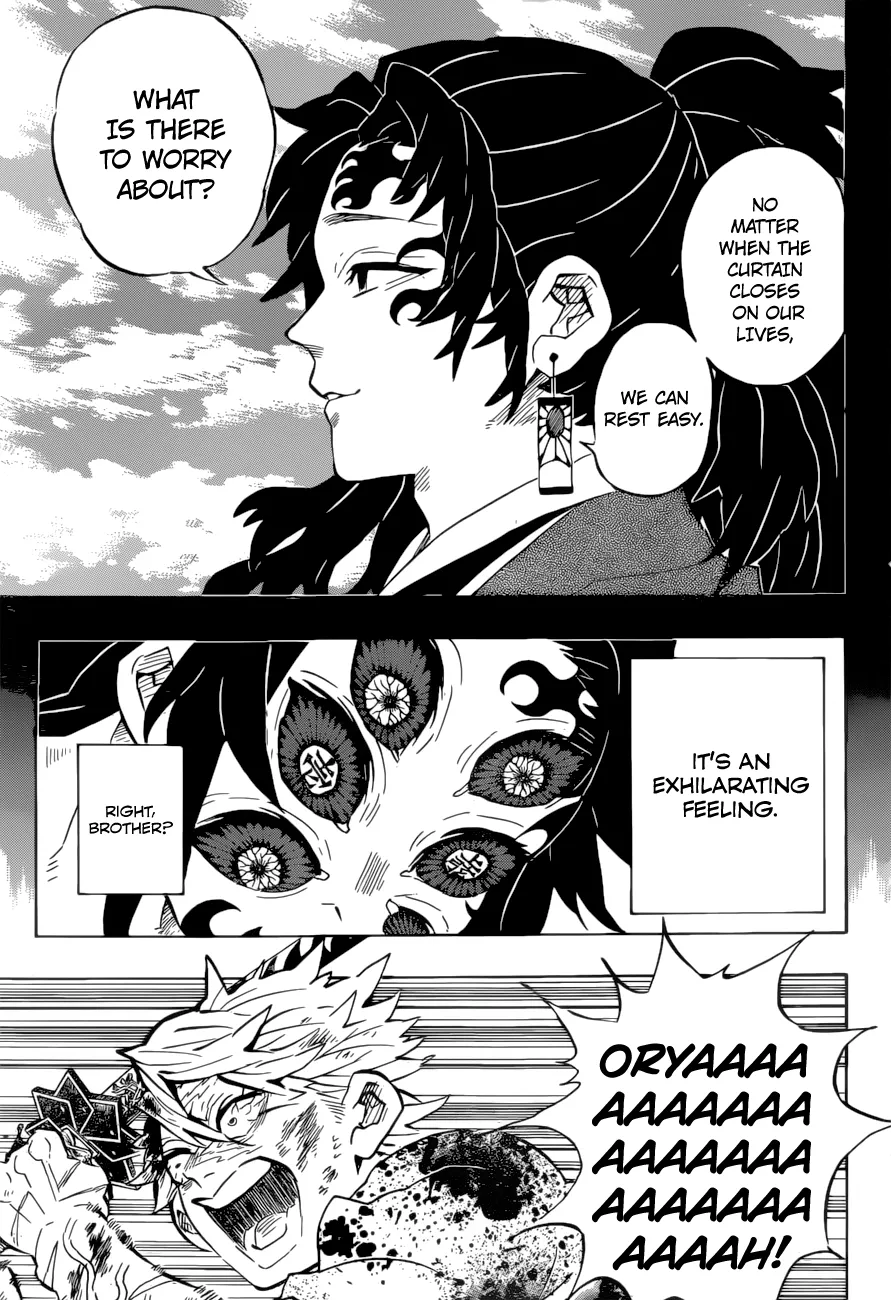 NO
MATTER
WHEN THE
CURTAIN
CLOSES
ON OUR
LIVES,
WE CAN
REST EASY.
WHAT
IS THERE
TO WORRY
ABOUT?
IT'S AN
EXHILARATING
FEELING.
RIGHT,
BROTHER?
ORYAAAA
AAAAAAA
AAAAAAA
AAAAAAA
AAAAH!